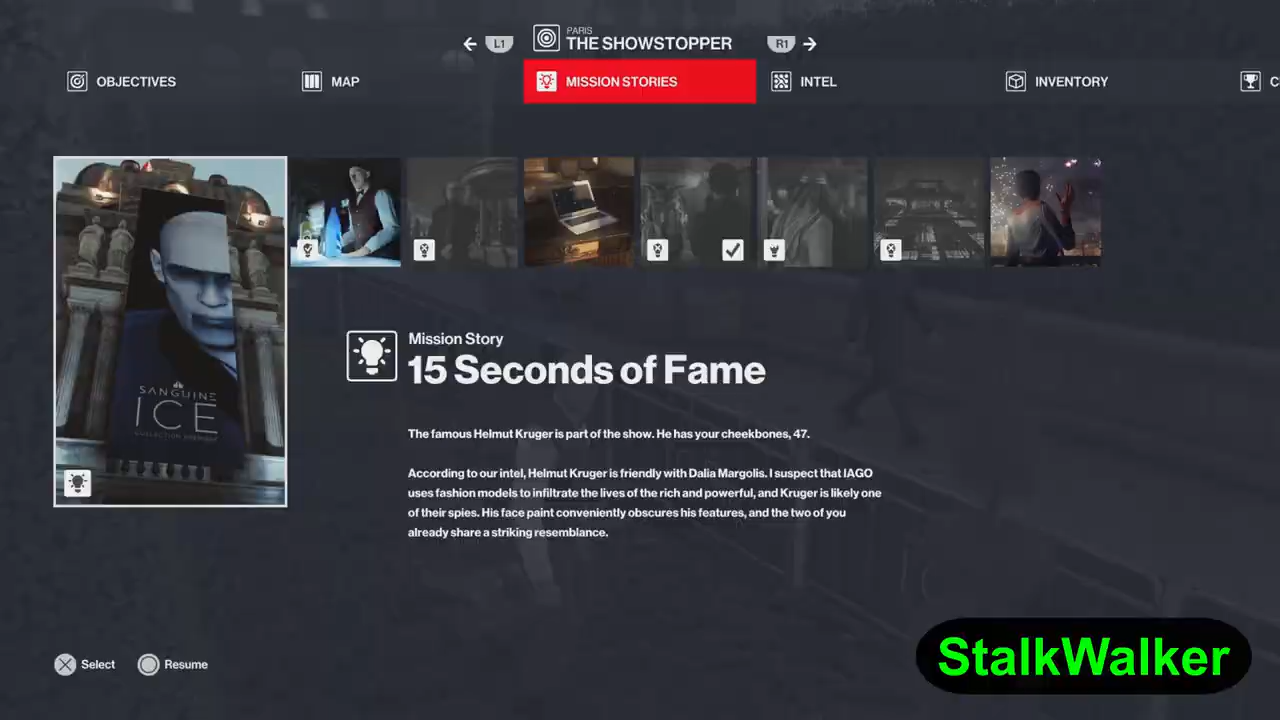 L1
PARIS
THE SHOWSTOPPER
R1
OBJECTIVES
MAP
MISSION STORIES
INTEL
INVENTORY
C
SANGUINE
ICE
Mission Story
15 Seconds of Fame
The famous Helmut Kruger is part of the show. He has your cheekbones, 47.
According to our intel, Helmut Kruger is friendly with Dalia Margolis. I suspect that IAGO
uses fashion models to infiltrate the lives of the rich and powerful, and Kruger is likely one
of their spies. His face paint conveniently obscures his features, and the two of you
already share a striking resemblance.
Select
Resume
StalkWalker